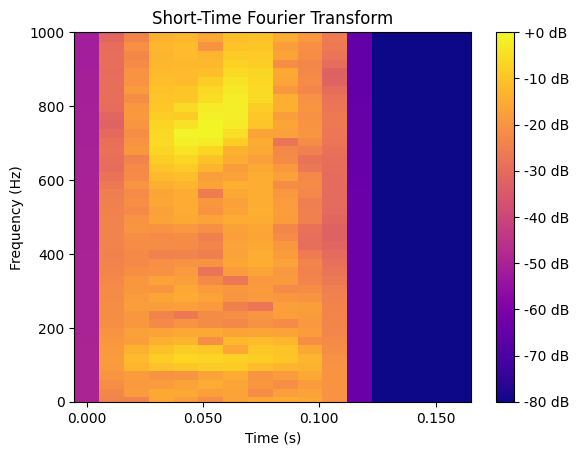 Short-Time Fourier Transform
Frequency (Hz)
1000
800
600
400
200
0
0.000
0.050
0.100
0.150
Time (s)
+0 dB
-10 dB
-20 dB
-30 dB
-40 dB
-50 dB
-60 dB
-70 dB
-80 dB